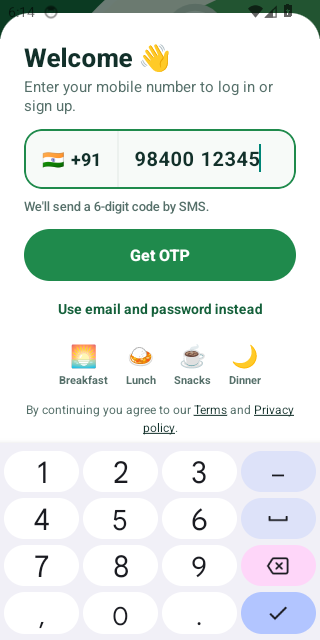 6:14
Welcome 👋
Enter your mobile number to log in or
sign up.
🇮🇳 +91 98400 12345
We'll send a 6-digit code by SMS.
Get OTP
Use email and password instead
Breakfast Lunch Snacks Dinner
By continuing you agree to our Terms and Privacy
policy.
1 2 3 –
4 5 6
7 8 9
, 0 .